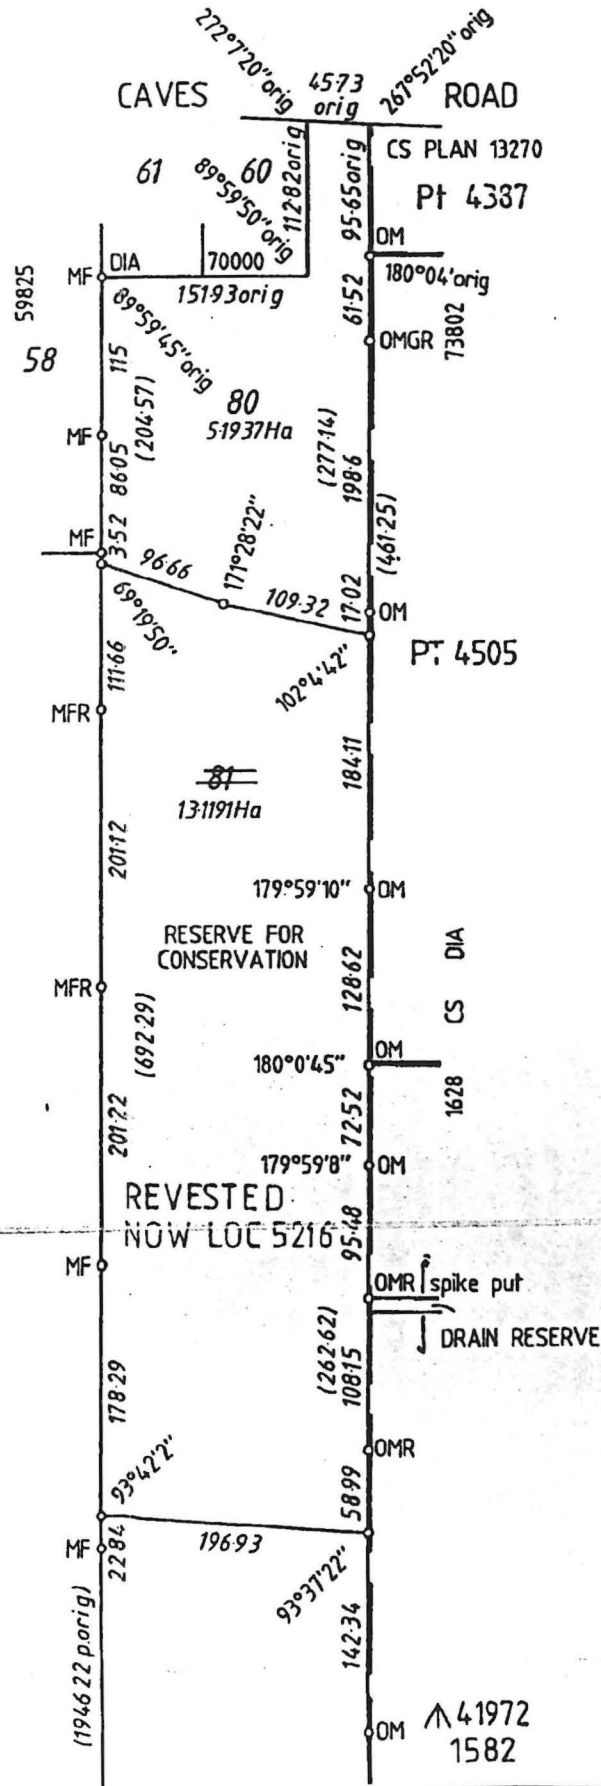 272°7'20"orig
45·73
orig
267°52'20"orig
CAVES
ROAD
CS PLAN 13270
61
60
89°59'50"orig
112·82orig
95·65orig
Pt 4387
OM
59825
MF
DIA
70000
151·93orig
180°04'orig
89°59'45"orig
61·52
OMGR
73802
58
115
(204·57)
80
5·1937Ha
(277·14)
198·6
MF
86·05
(461·25)
MF
3·52
96·66
171°28'22"
109·32
17·02
OM
69°19'50"
102°4'42"
PT 4505
111·66
MFR
184·11
81
13·1191Ha
201·12
179°59'10"
OM
RESERVE FOR
CONSERVATION
128·62
CS DIA
MFR
(692·29)
180°0'45"
OM
1628
201·22
72·52
179°59'8"
OM
REVESTED
NOW LOC 5216
95·48
MF
OMR
spike put
DRAIN RESERVE
(262·62)
108·15
178·29
OMR
93°42'2"
58·99
196·93
MF
22·84
93°37'22"
142·34
(1946·22 p.orig)
OM
41972
1582